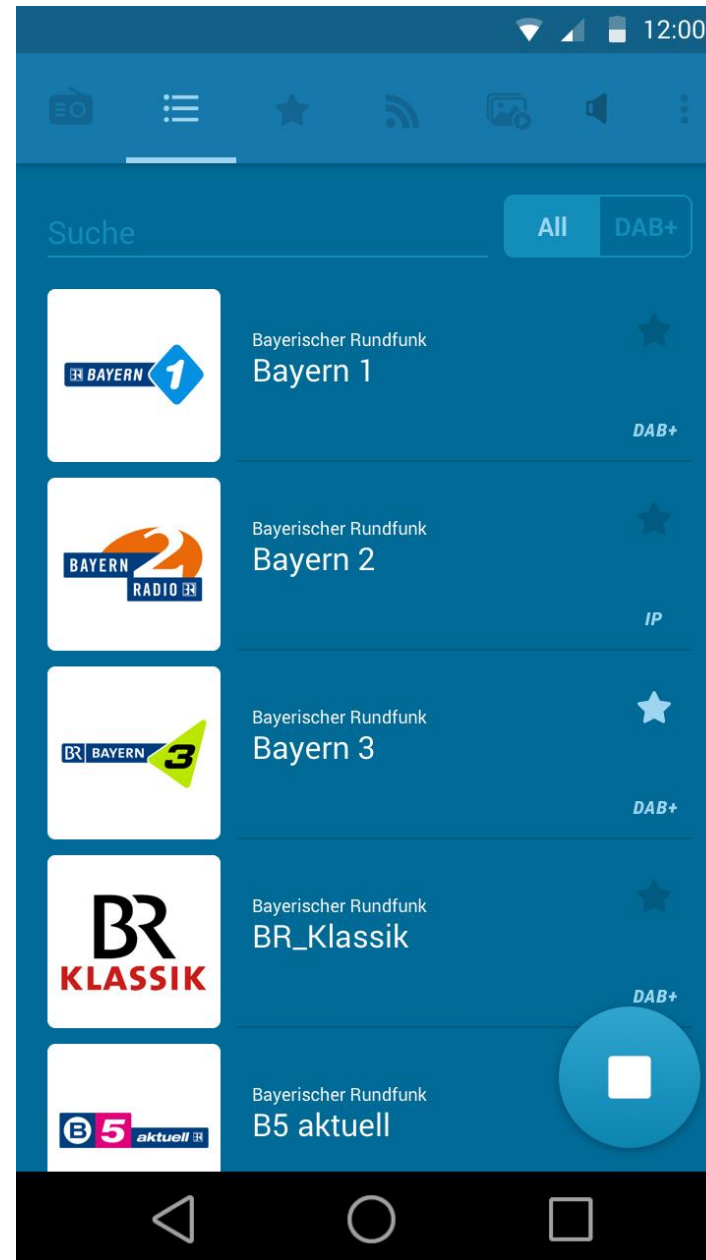 12:00
Suche
All DAB+
BR BAYERN 1
Bayerischer Rundfunk
Bayern 1
DAB+
BAYERN 2
RADIO BR
Bayerischer Rundfunk
Bayern 2
IP
BR BAYERN 3
Bayerischer Rundfunk
Bayern 3
DAB+
BR
KLASSIK
Bayerischer Rundfunk
BR_Klassik
DAB+
B 5 aktuell BR
Bayerischer Rundfunk
B5 aktuell